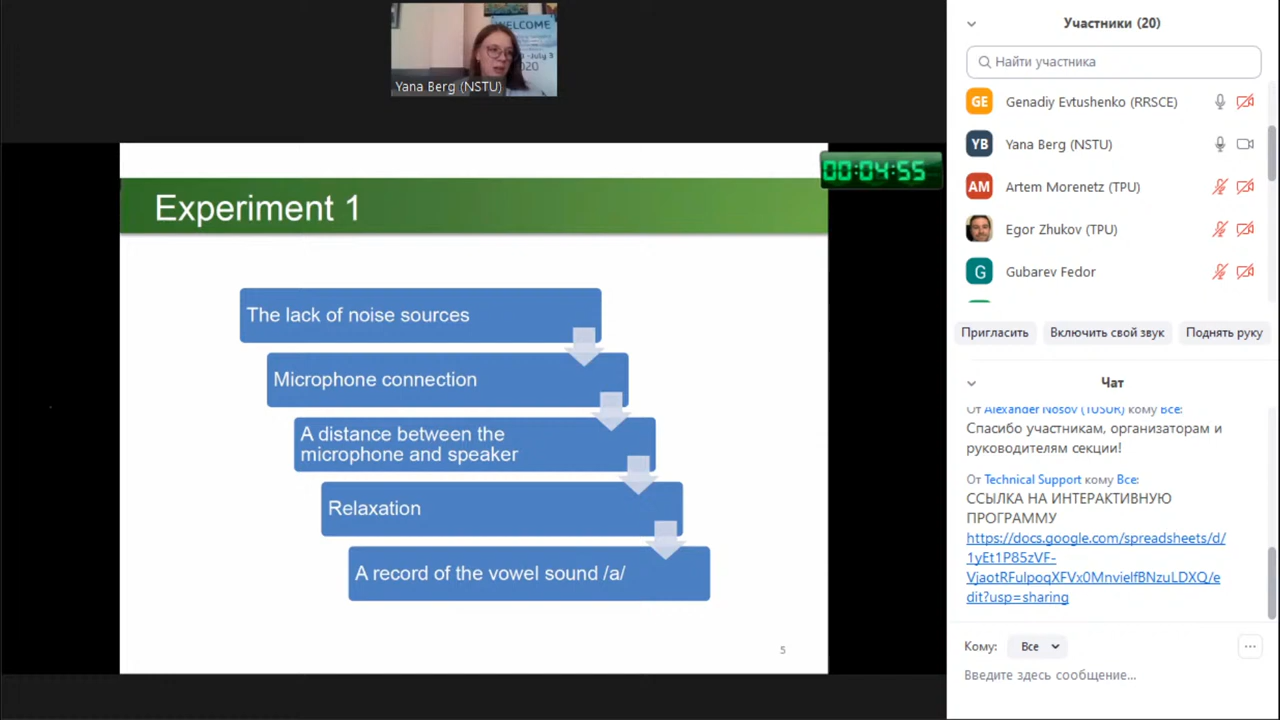 WELCOME
2020
Yana Berg (NSTU)
00:04:55
Experiment 1
The lack of noise sources
Microphone connection
A distance between the
microphone and speaker
Relaxation
A record of the vowel sound /a/
5
Участники (20)
Найти участника
GE Genadiy Evtushenko (RRSCE)
YB Yana Berg (NSTU)
AM Artem Morenetz (TPU)
Egor Zhukov (TPU)
G Gubarev Fedor
Пригласить Включить свой звук Поднять руку
Чат
От Alexander Nosov (TUSUR) кому Все:
Спасибо участникам, организаторам и
руководителям секции!
От Technical Support кому Все:
ССЫЛКА НА ИНТЕРАКТИВНУЮ
ПРОГРАММУ
https://docs.google.com/spreadsheets/d/
1yEt1P85zVF-
VjaotRFulpoqXFVx0MnvielfBNzuLDXQ/e
dit?usp=sharing
Кому: Все
Введите здесь сообщение...